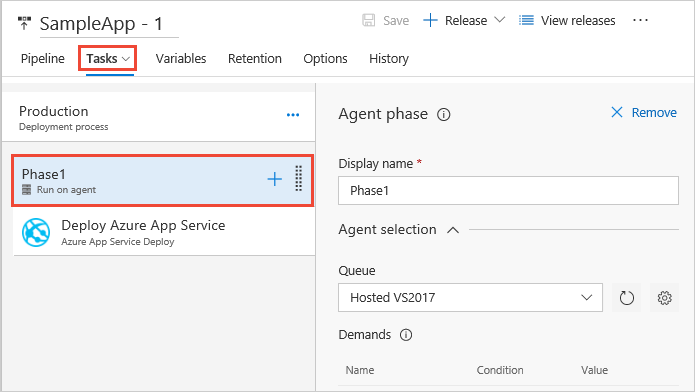 SampleApp - 1
Save
Release
View releases
Pipeline
Tasks
Variables
Retention
Options
History
Production
Deployment process
Phase1
Run on agent
Deploy Azure App Service
Azure App Service Deploy
Agent phase
Remove
Display name *
Phase1
Agent selection
Queue
Hosted VS2017
Demands
Name Condition Value